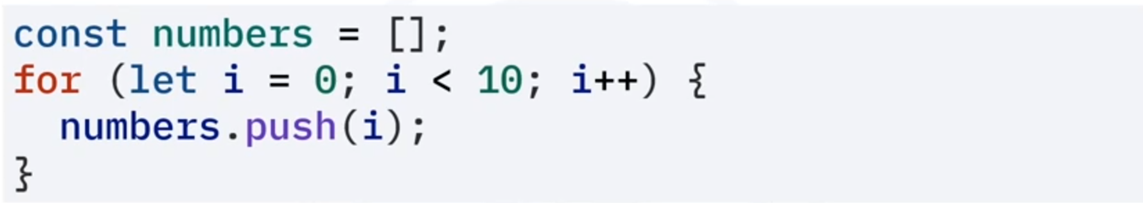 const numbers = [];
for (let i = 0; i < 10; i++) {
  numbers.push(i);
}